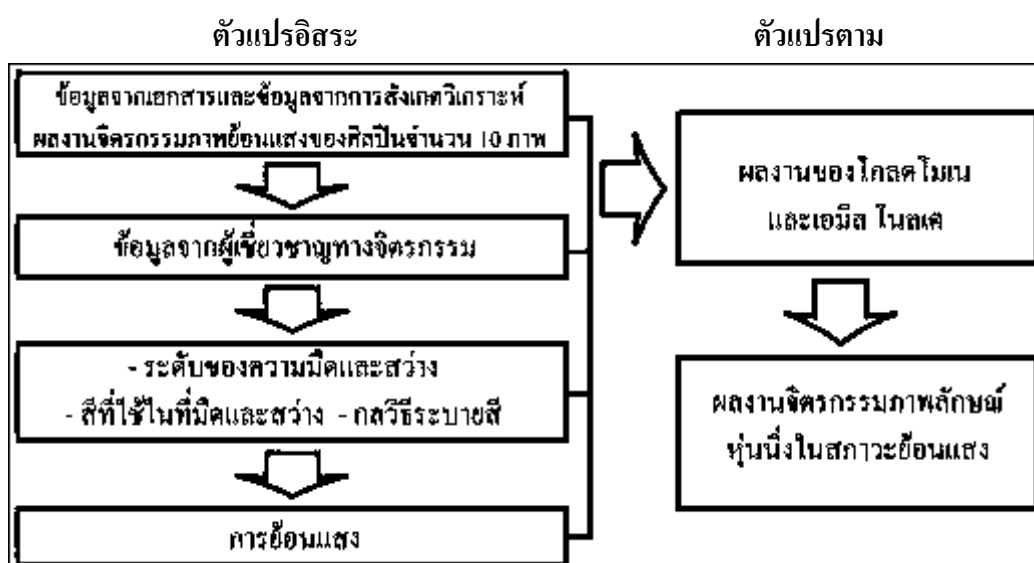 ตัวแปรอิสระ
ตัวแปรตาม
ข้อมูลจากเอกสารและข้อมูลจากการสังเกตวิเคราะห์
ผลงานจิตรกรรมภาพย้อนแสงของศิลปินจำนวน 10 ภาพ
ข้อมูลจากผู้เชี่ยวชาญทางจิตรกรรม
- ระดับของความมืดและสว่าง
- สีที่ใช้ในที่มืดและสว่าง - กลวิธีระบายสี
การย้อนแสง
ผลงานของโคลดโมเน
และเอมิล โนลเด
ผลงานจิตรกรรมภาพลักษณ์
หุ่นนิ่งในสภาวะย้อนแสง